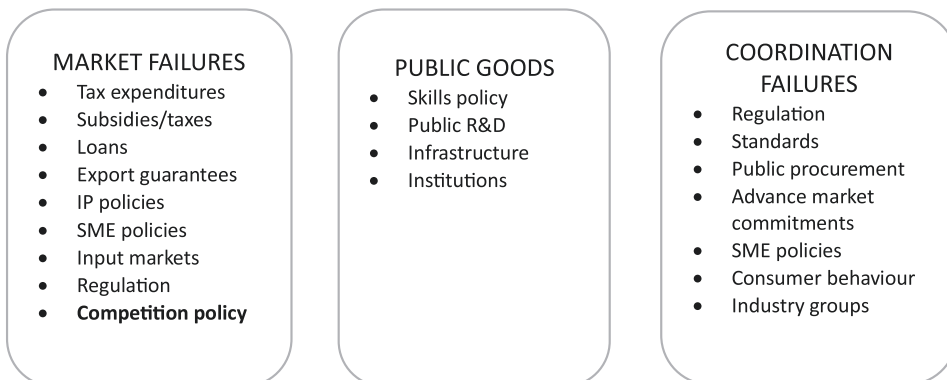 MARKET FAILURES
• Tax expenditures
• Subsidies/taxes
• Loans
• Export guarantees
• IP policies
• SME policies
• Input markets
• Regulation
• Competition policy
PUBLIC GOODS
• Skills policy
• Public R&D
• Infrastructure
• Institutions
COORDINATION
FAILURES
• Regulation
• Standards
• Public procurement
• Advance market
commitments
• SME policies
• Consumer behaviour
• Industry groups